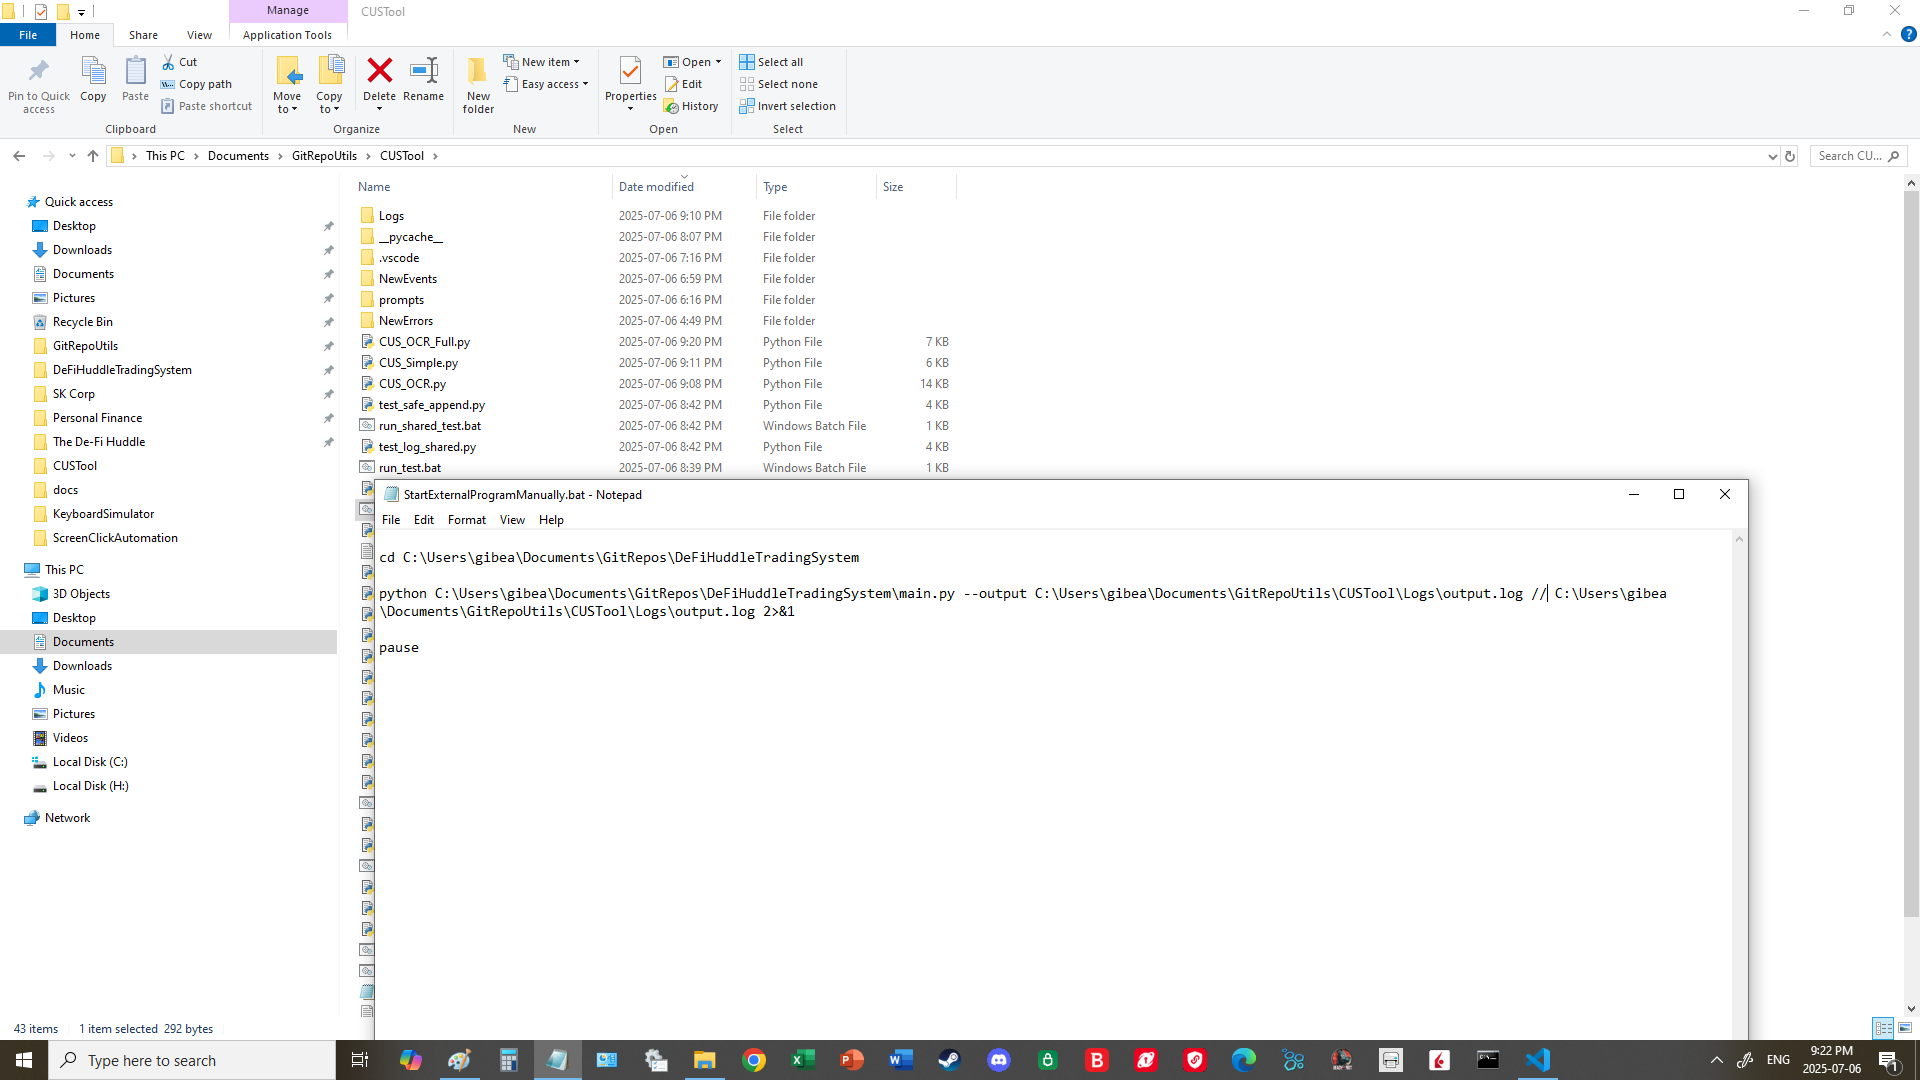 Manage
CUSTool
File
Home
Share
View
Application Tools
Pin to Quick access
Copy
Paste
Cut
Copy path
Paste shortcut
Clipboard
Move to
Copy to
Delete
Rename
Organize
New folder
New item
Easy access
New
Properties
Open
Edit
History
Open
Select all
Select none
Invert selection
Select
This PC
Documents
GitRepoUtils
CUSTool
Search CU...
Name
Date modified
Type
Size
Quick access
Desktop
Downloads
Documents
Pictures
Recycle Bin
GitRepoUtils
DeFiHuddleTradingSystem
SK Corp
Personal Finance
The De-Fi Huddle
CUSTool
docs
KeyboardSimulator
ScreenClickAutomation
This PC
3D Objects
Desktop
Documents
Downloads
Music
Pictures
Videos
Local Disk (C:)
Local Disk (H:)
Network
Logs 2025-07-06 9:10 PM File folder
__pycache__ 2025-07-06 8:07 PM File folder
.vscode 2025-07-06 7:16 PM File folder
NewEvents 2025-07-06 6:59 PM File folder
prompts 2025-07-06 6:16 PM File folder
NewErrors 2025-07-06 4:49 PM File folder
CUS_OCR_Full.py 2025-07-06 9:20 PM Python File 7 KB
CUS_Simple.py 2025-07-06 9:11 PM Python File 6 KB
CUS_OCR.py 2025-07-06 9:08 PM Python File 14 KB
test_safe_append.py 2025-07-06 8:42 PM Python File 4 KB
run_shared_test.bat 2025-07-06 8:42 PM Windows Batch File 1 KB
test_log_shared.py 2025-07-06 8:42 PM Python File 4 KB
run_test.bat 2025-07-06 8:39 PM Windows Batch File 1 KB
StartExternalProgramManually.bat - Notepad
File Edit Format View Help
cd C:\Users\gibea\Documents\GitRepos\DeFiHuddleTradingSystem
python C:\Users\gibea\Documents\GitRepos\DeFiHuddleTradingSystem\main.py --output C:\Users\gibea\Documents\GitRepoUtils\CUSTool\Logs\output.log // C:\Users\gibea
\Documents\GitRepoUtils\CUSTool\Logs\output.log 2>&1
pause
43 items
1 item selected 292 bytes
Type here to search
ENG
9:22 PM
2025-07-06
1